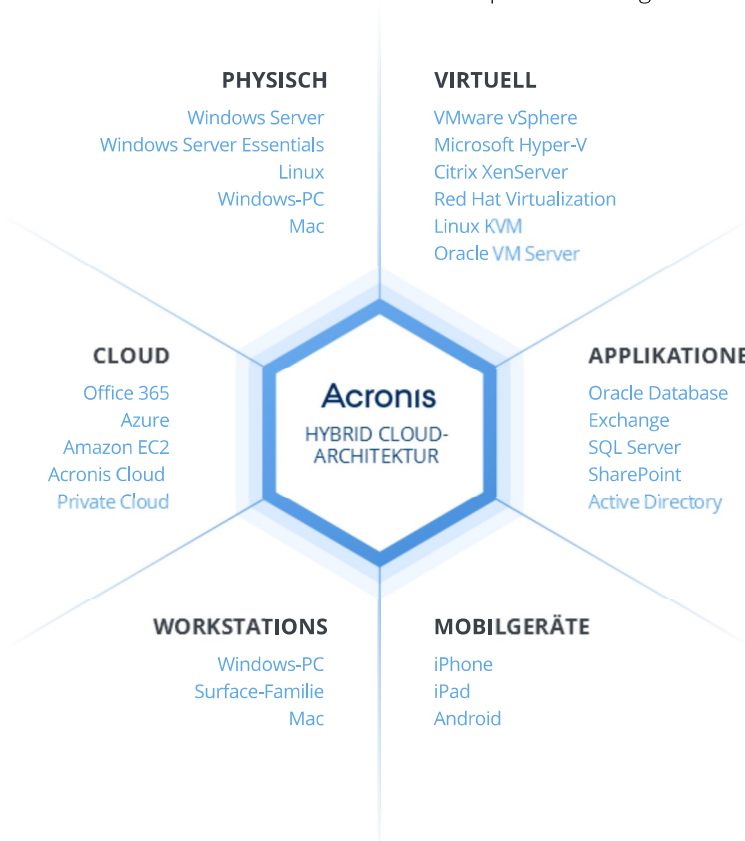 PHYSISCH
Windows Server
Windows Server Essentials
Linux
Windows-PC
Mac
VIRTUELL
VMware vSphere
Microsoft Hyper-V
Citrix XenServer
Red Hat Virtualization
Linux KVM
Oracle VM Server
CLOUD
Office 365
Azure
Amazon EC2
Acronis Cloud
Private Cloud
Acronis
HYBRID CLOUD-
ARCHITEKTUR
APPLIKATIONE
Oracle Database
Exchange
SQL Server
SharePoint
Active Directory
WORKSTATIONS
Windows-PC
Surface-Familie
Mac
MOBILGERÄTE
iPhone
iPad
Android